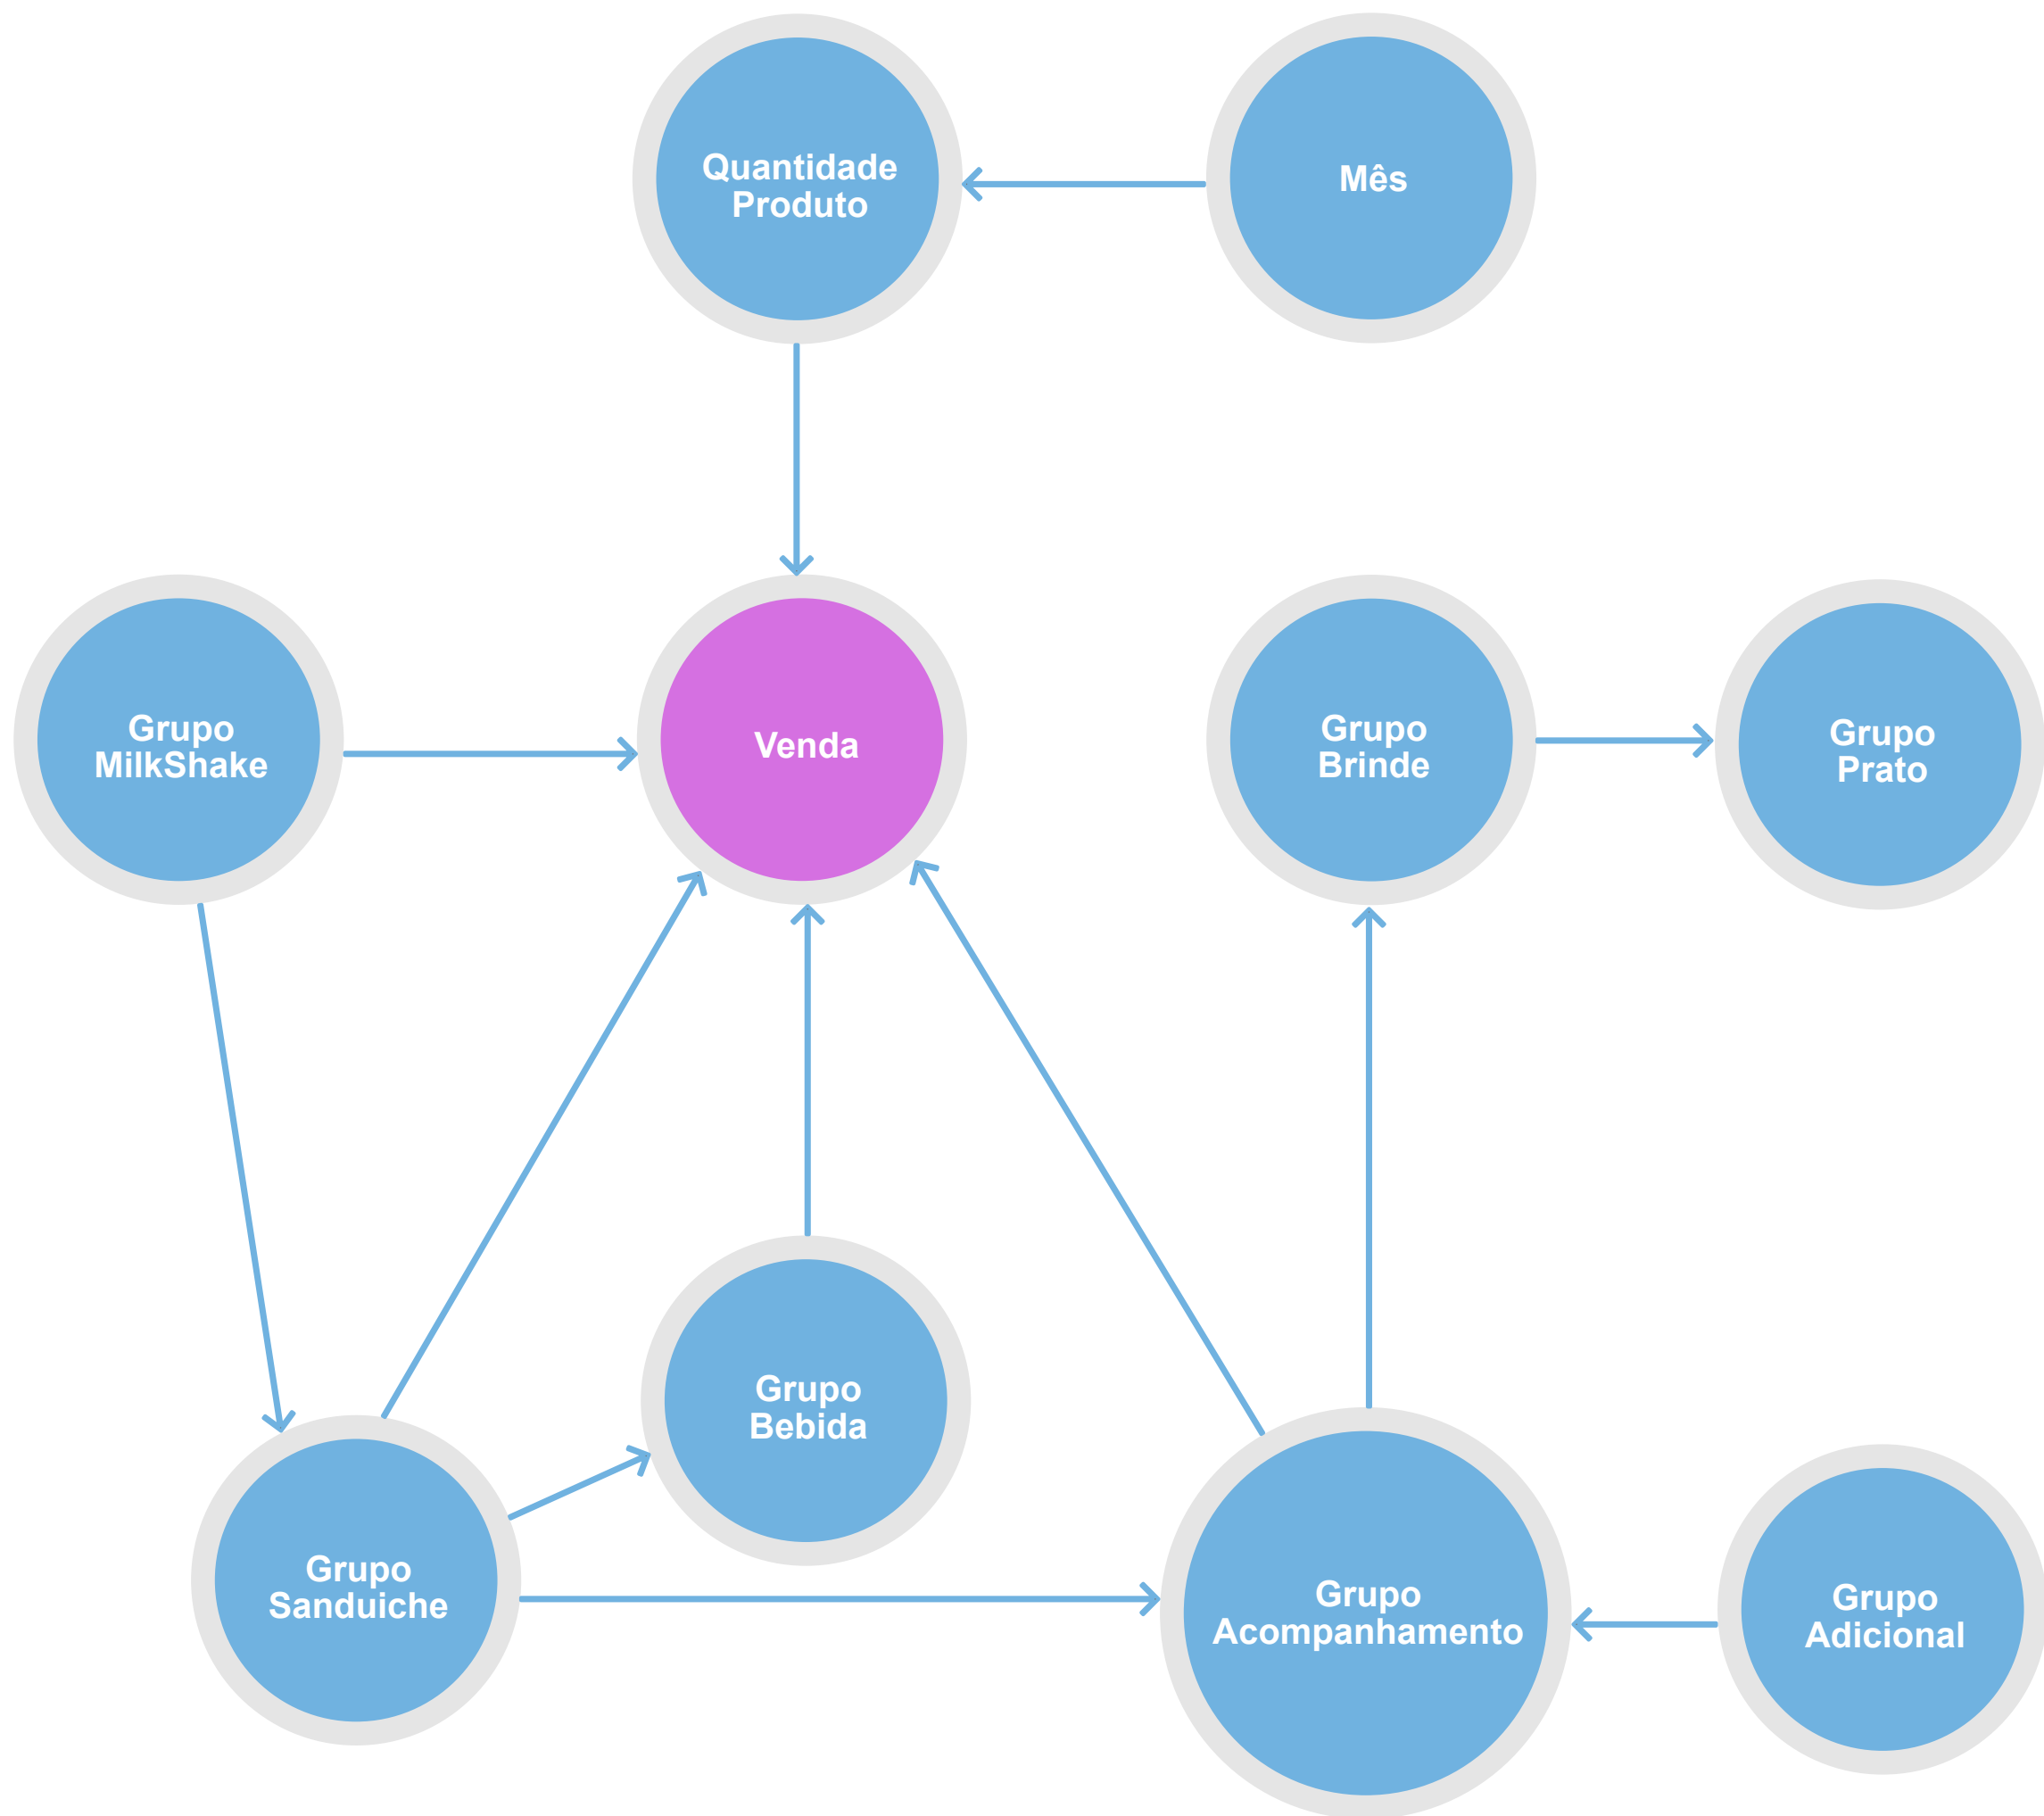 Quantidade
Produto
Mês
Grupo
MilkShake
Venda
Grupo
Brinde
Grupo
Prato
Grupo
Bebida
Grupo
Sanduiche
Grupo
Acompanhamento
Grupo
Adicional